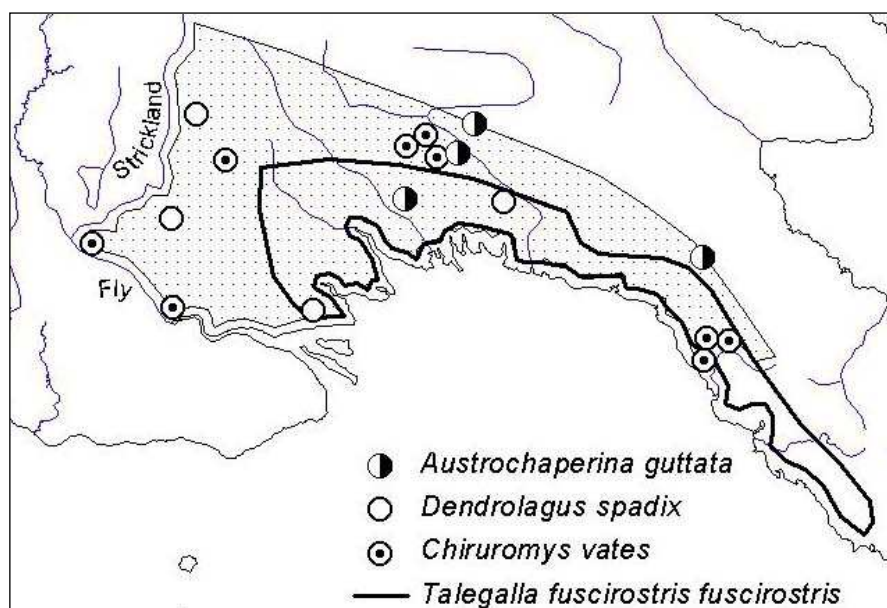 Strickland
Fly
Austrochaperina guttata
Dendrolagus spadix
Chiruromys vates
Talegalla fuscirostris fuscirostris